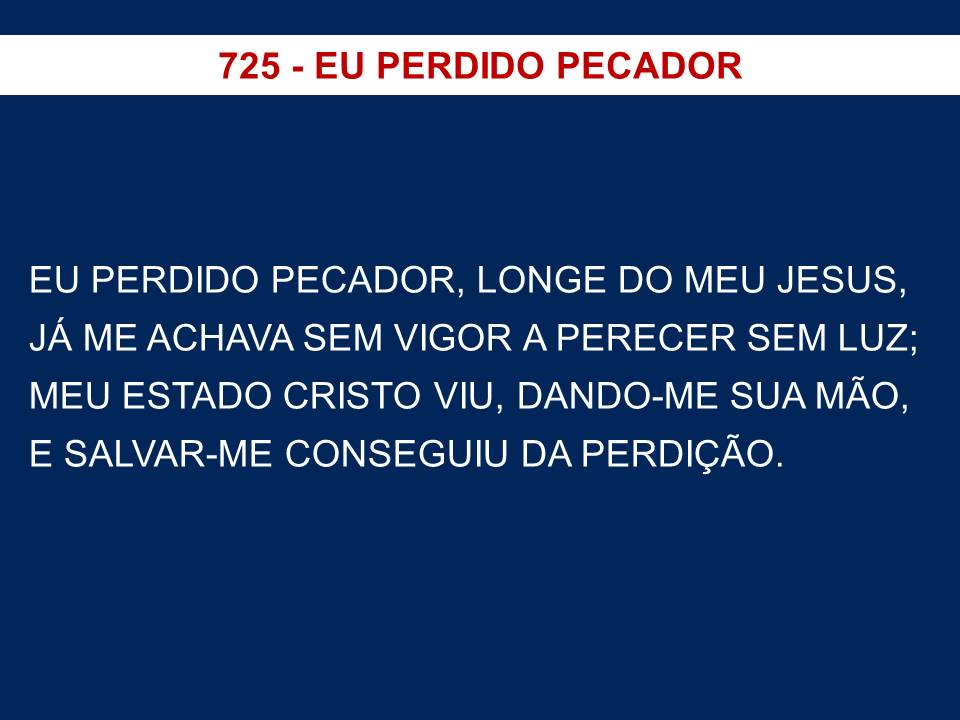 725 - EU PERDIDO PECADOR
EU PERDIDO PECADOR, LONGE DO MEU JESUS,
JÁ ME ACHAVA SEM VIGOR A PERECER SEM LUZ;
MEU ESTADO CRISTO VIU, DANDO-ME SUA MÃO,
E SALVAR-ME CONSEGUIU DA PERDIÇÃO.